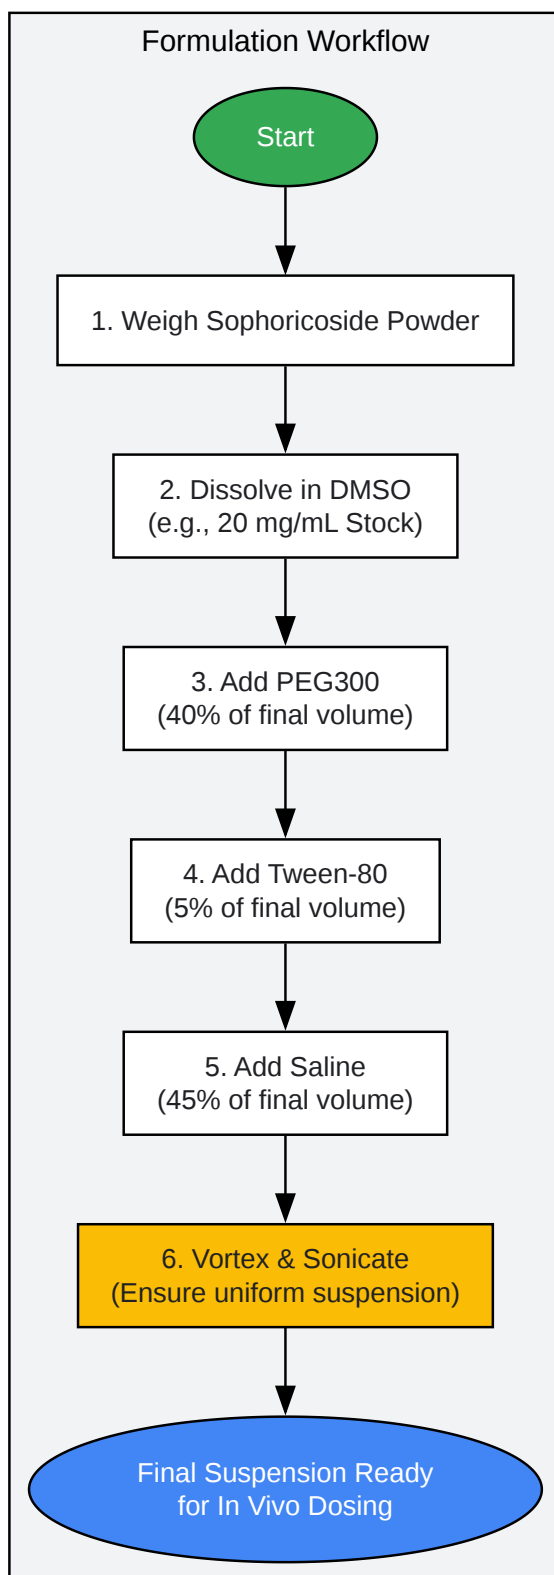 Formulation Workflow
Start
1. Weigh Sophoricoside Powder
2. Dissolve in DMSO
(e.g., 20 mg/mL Stock)
3. Add PEG300
(40% of final volume)
4. Add Tween-80
(5% of final volume)
5. Add Saline
(45% of final volume)
6. Vortex & Sonicate
(Ensure uniform suspension)
Final Suspension Ready
for In Vivo Dosing